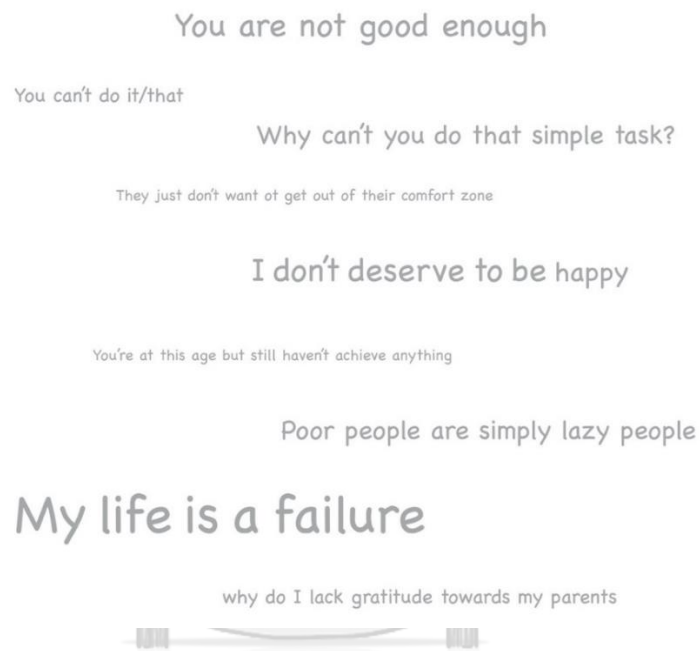 You are not good enough
You can't do it/that
Why can't you do that simple task?
They just don't want ot get out of their comfort zone
I don't deserve to be happy
You're at this age but still haven't achieve anything
Poor people are simply lazy people
My life is a failure
why do I lack gratitude towards my parents